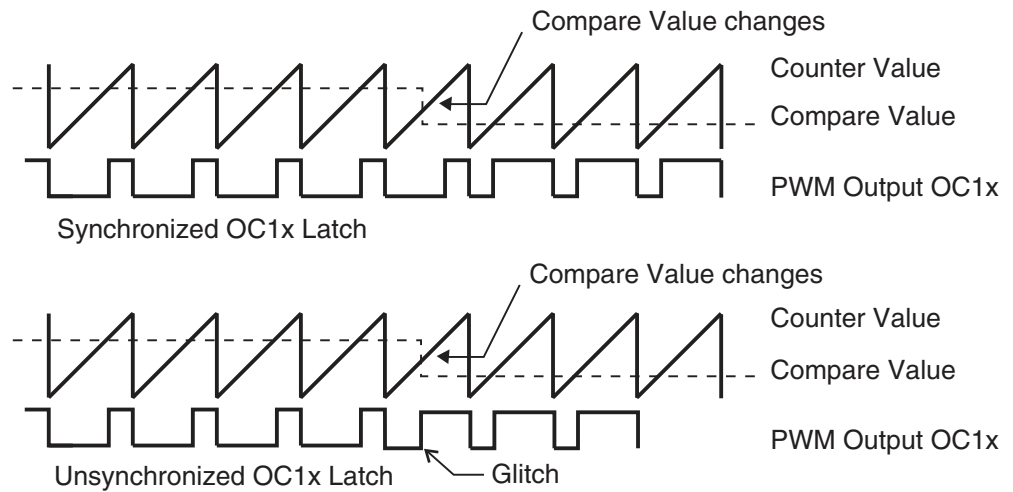 Compare Value changes
Counter Value
Compare Value
PWM Output OC1x
Synchronized OC1x Latch
Compare Value changes
Counter Value
Compare Value
PWM Output OC1x
Unsynchronized OC1x Latch
Glitch